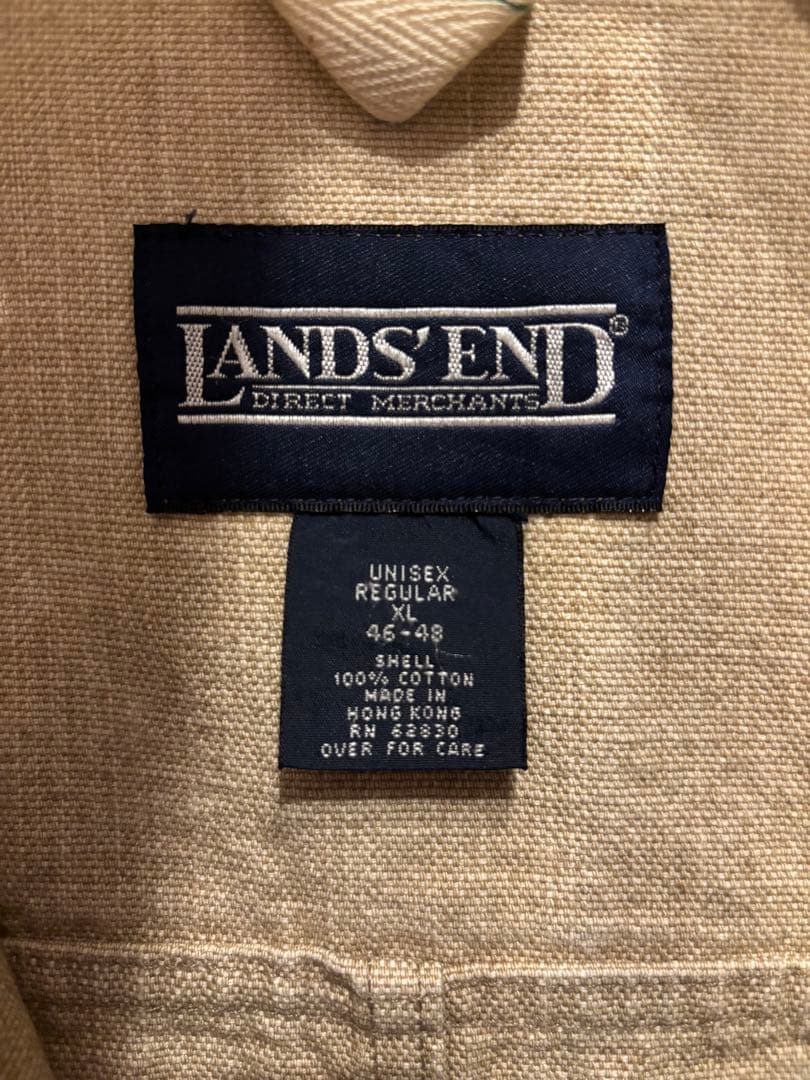 LANDS' END®
DIRECT MERCHANTS
UNISEX
REGULAR
XL
46-48
SHELL
100% COTTON
MADE IN
HONG KONG
RN 62830
OVER FOR CARE